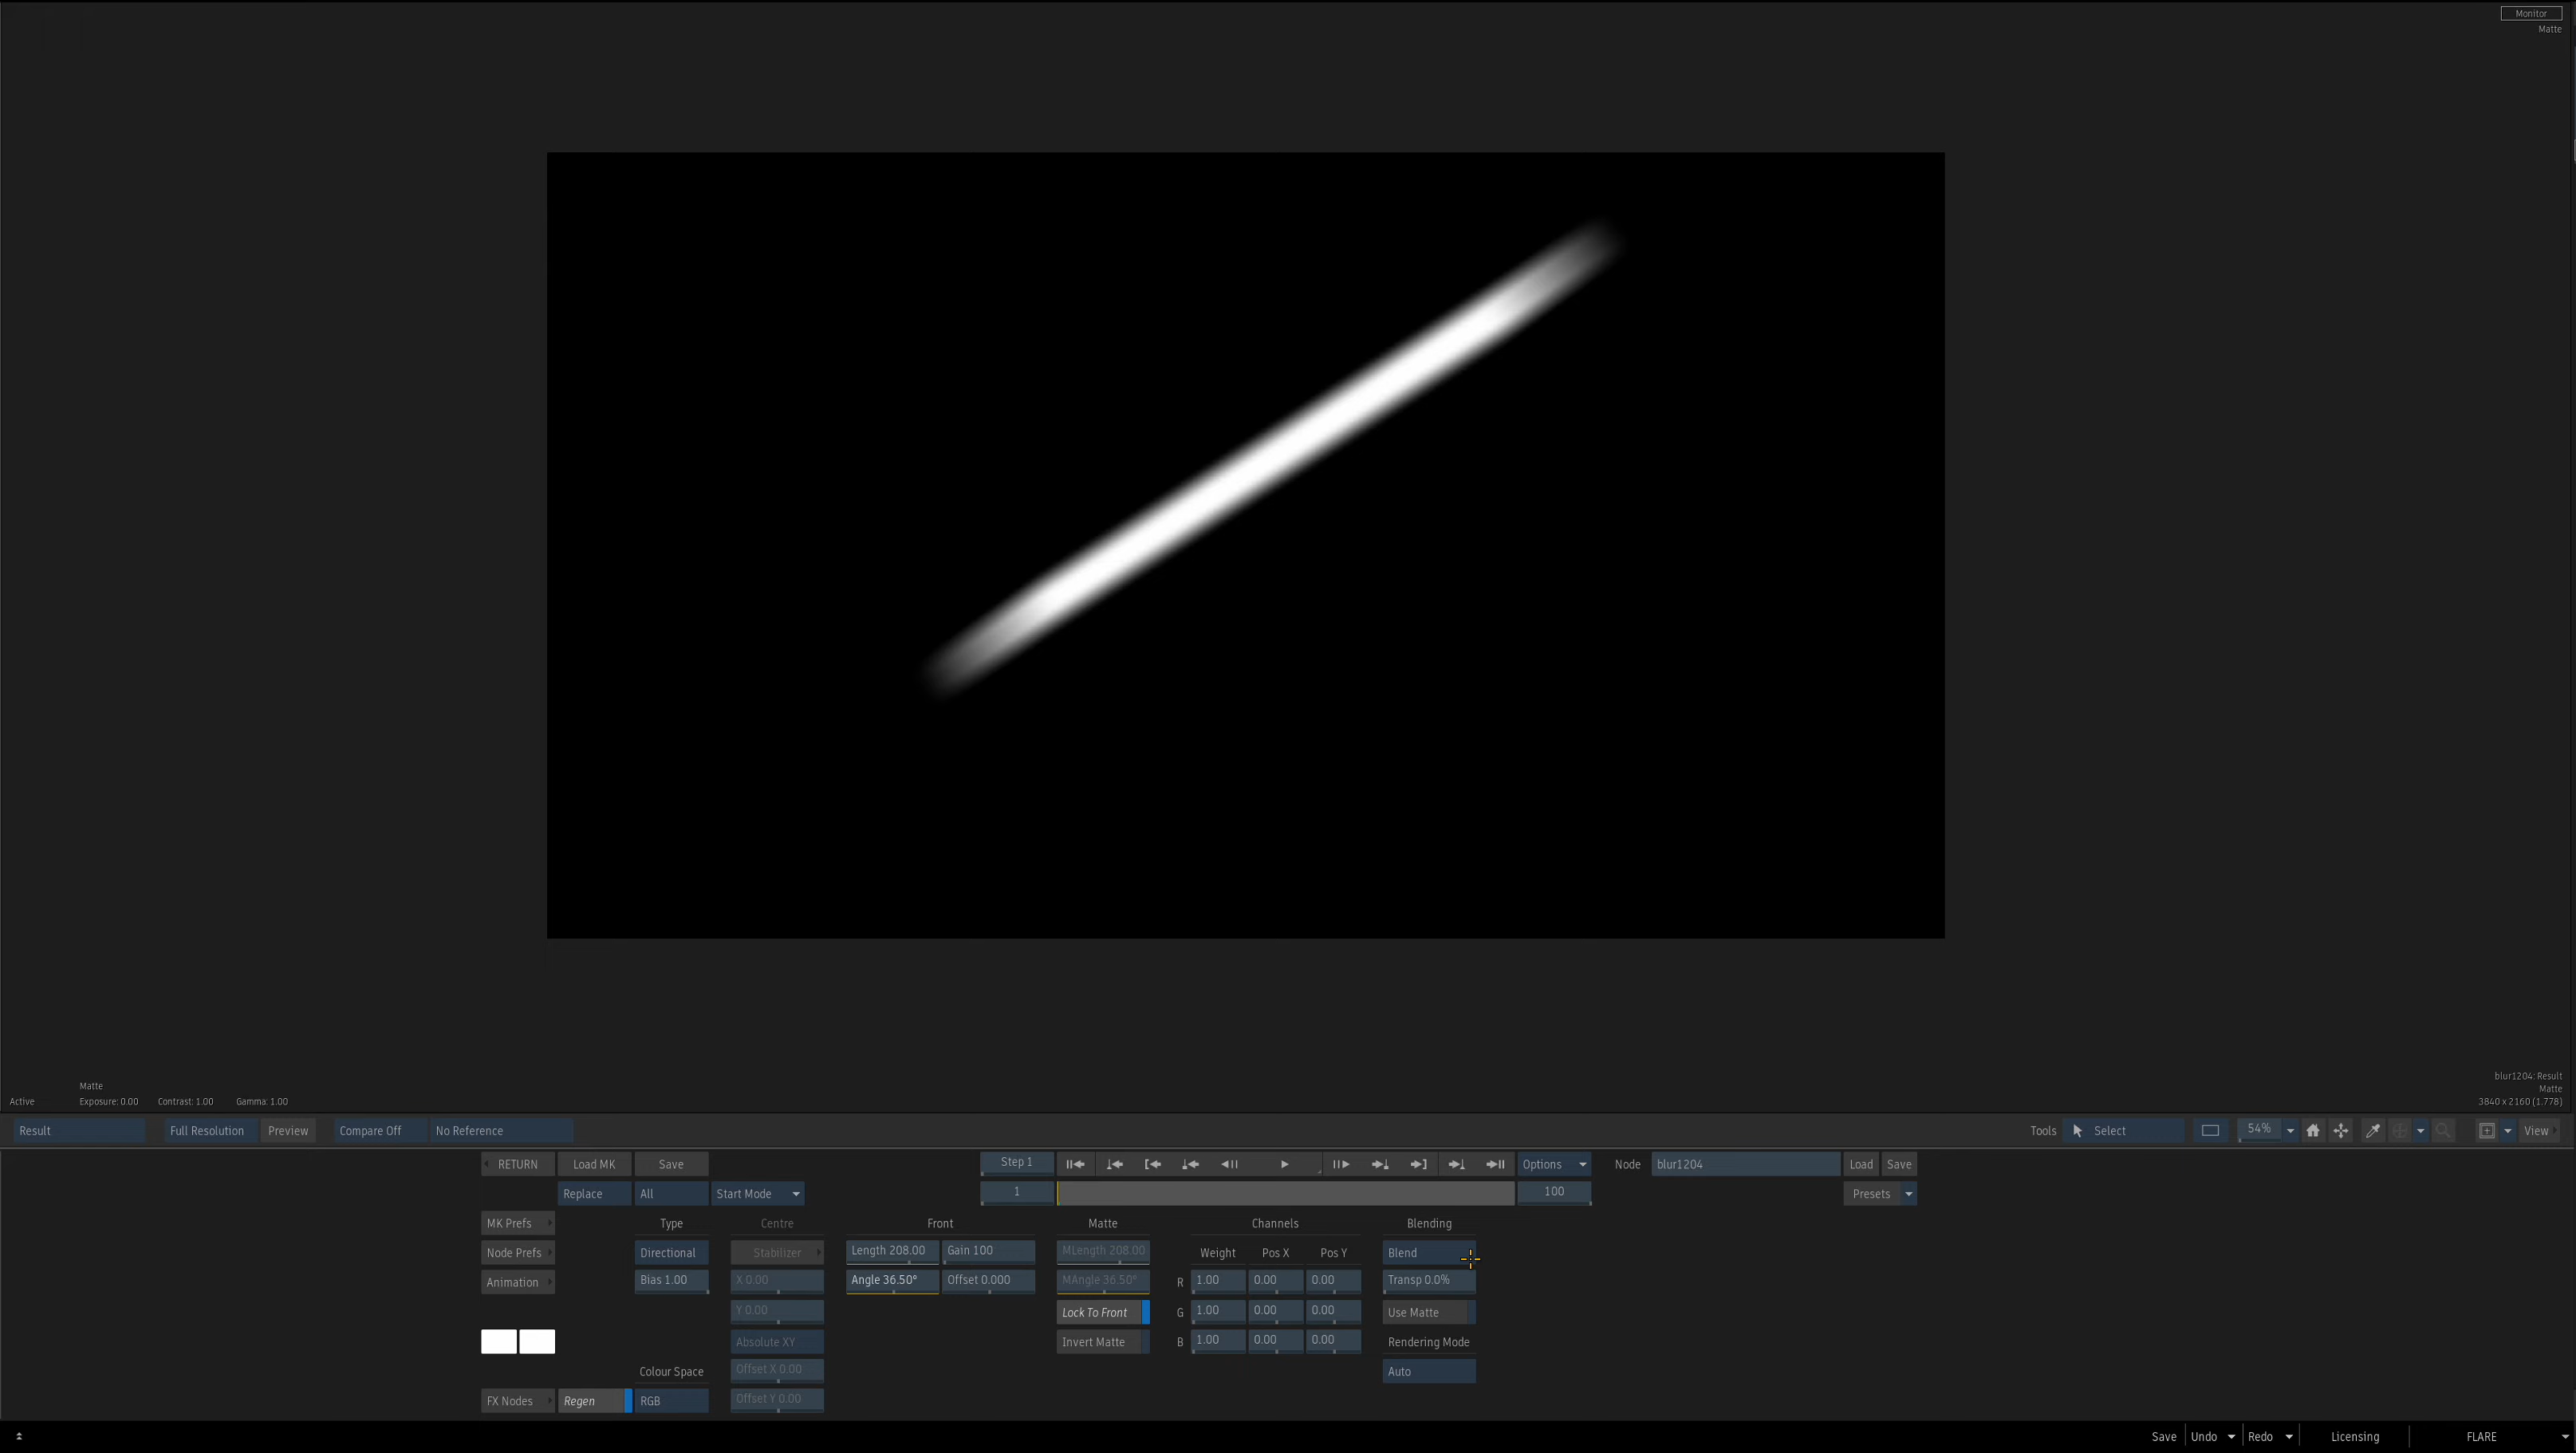 Monitor
Matte
Matte
blur1204: Result
Matte
Active Exposure: 0.00 Contrast: 1.00 Gamma: 1.00
3840 x 2160 (1.778)
Result Full Resolution Preview Compare Off No Reference Tools Select 54% View
RETURN Load MK Save Step 1 Options Node blur1204 Load Save
Replace All Start Mode 1 100 Presets
MK Prefs Type Centre Front Matte Channels Blending
Node Prefs Directional Stabilizer Length 208.00 Gain 100 MLength 208.00 Weight Pos X Pos Y Blend
Animation Bias 1.00 X 0.00 Angle 36.50° Offset 0.000 MAngle 36.50° R 1.00 0.00 0.00 Transp 0.0%
Y 0.00 Lock To Front G 1.00 0.00 0.00 Use Matte
Absolute XY Invert Matte B 1.00 0.00 0.00 Rendering Mode
Colour Space Offset X 0.00 Auto
FX Nodes Regen RGB Offset Y 0.00
Save Undo Redo Licensing FLARE